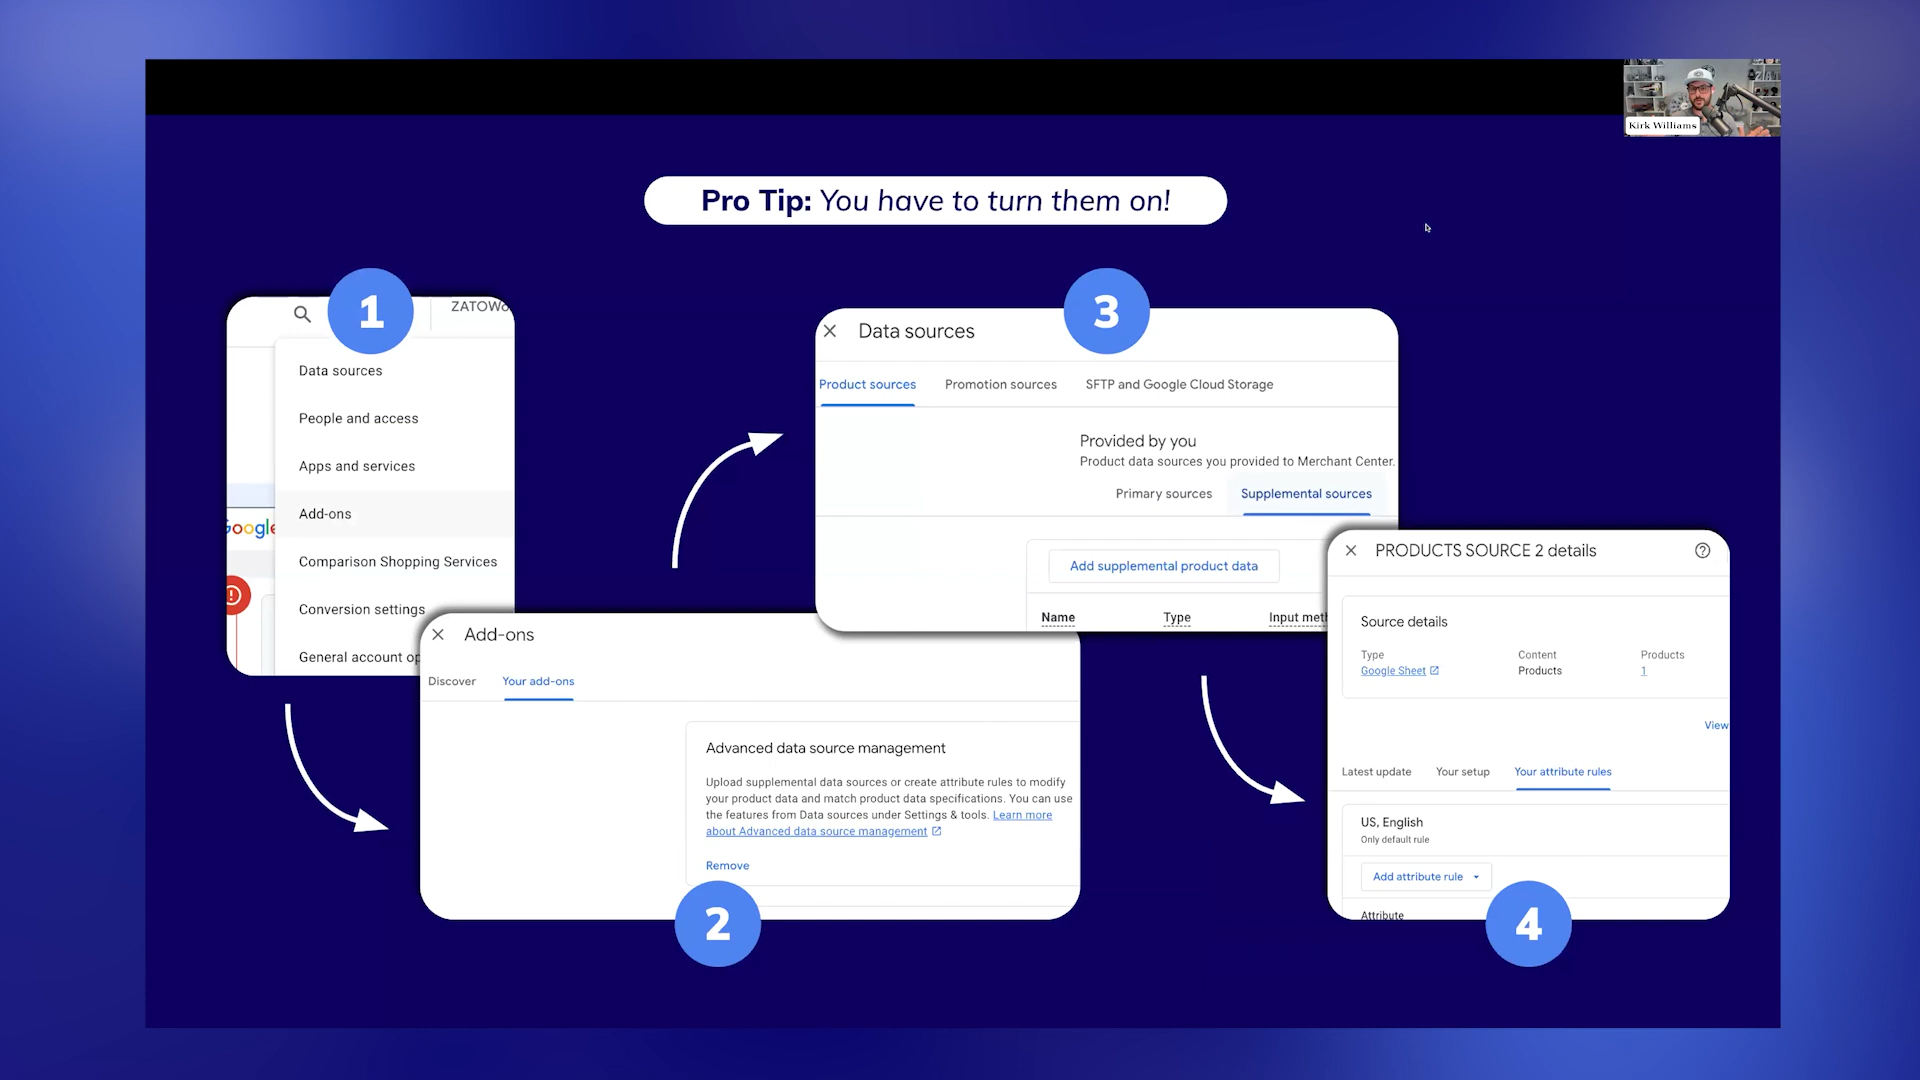 Kirk Williams
Pro Tip: You have to turn them on!
1
ZATOWo
Data sources
People and access
Apps and services
Add-ons
Google
Comparison Shopping Services
Conversion settings
General account op
Add-ons
Discover
Your add-ons
Advanced data source management
Upload supplemental data sources or create attribute rules to modify
your product data and match product data specifications. You can use
the features from Data sources under Settings & tools. Learn more
about Advanced data source management
Remove
2
3
Data sources
Product sources
Promotion sources
SFTP and Google Cloud Storage
Provided by you
Product data sources you provided to Merchant Center.
Primary sources
Supplemental sources
Add supplemental product data
Name
Type
Input meth
PRODUCTS SOURCE 2 details
Source details
Type
Content
Products
Google Sheet
Products
1
View
Latest update
Your setup
Your attribute rules
US, English
Only default rule
Add attribute rule
Attribute
4